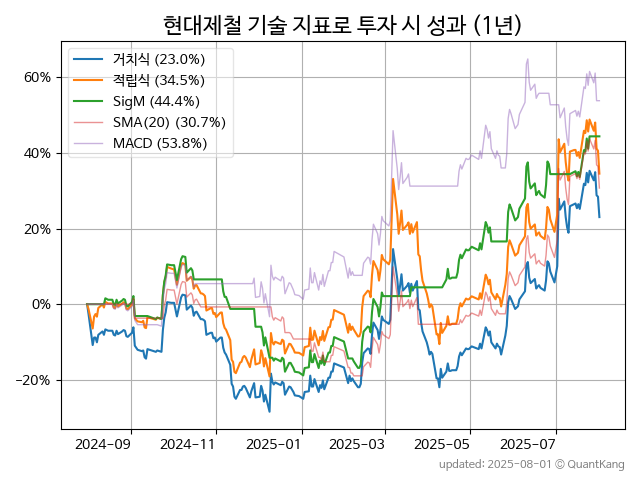 현대제철 기술 지표로 투자 시 성과 (1년)
거치식 (23.0%)
적립식 (34.5%)
SigM (44.4%)
SMA(20) (30.7%)
MACD (53.8%)
60%
40%
20%
0%
−20%
2024-09 2024-11 2025-01 2025-03 2025-05 2025-07
updated: 2025-08-01 © QuantKang